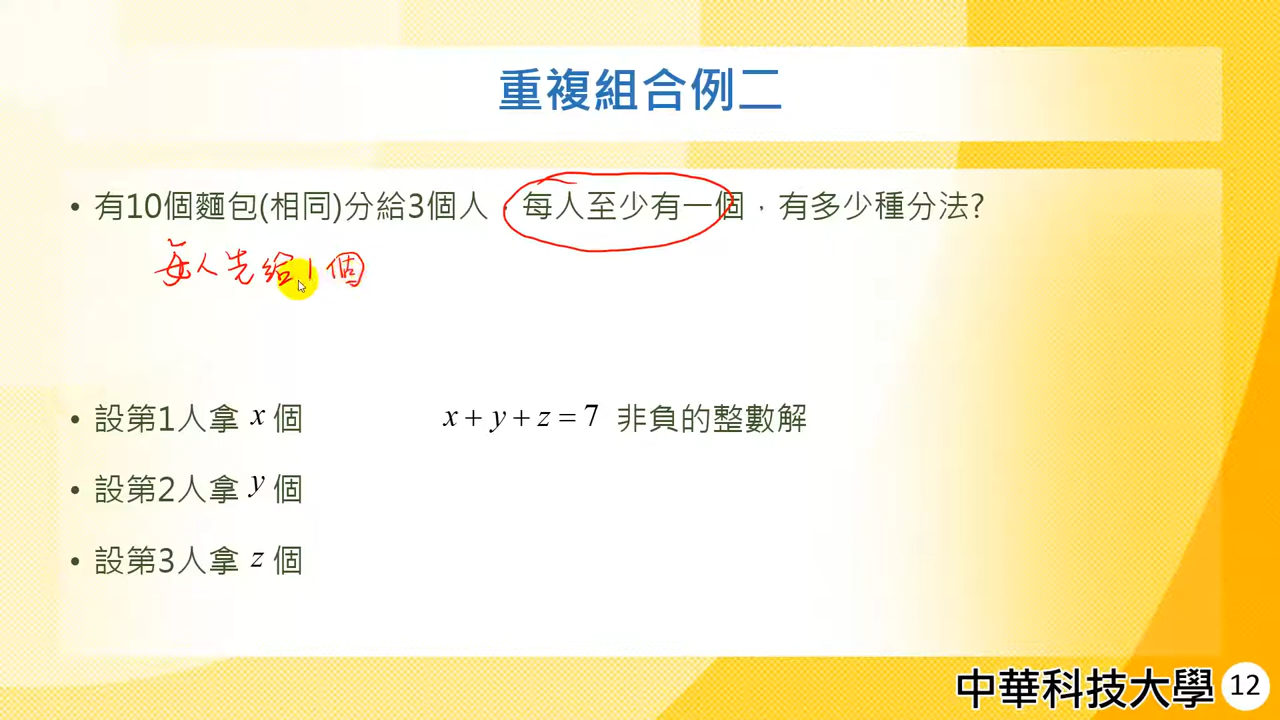 重複組合例二
• 有10個麵包(相同)分給3個人，每人至少有一個，有多少種分法?
每人先給1個
• 設第1人拿 x 個
x + y + z = 7 非負的整數解
• 設第2人拿 y 個
• 設第3人拿 z 個
中華科技大學 12